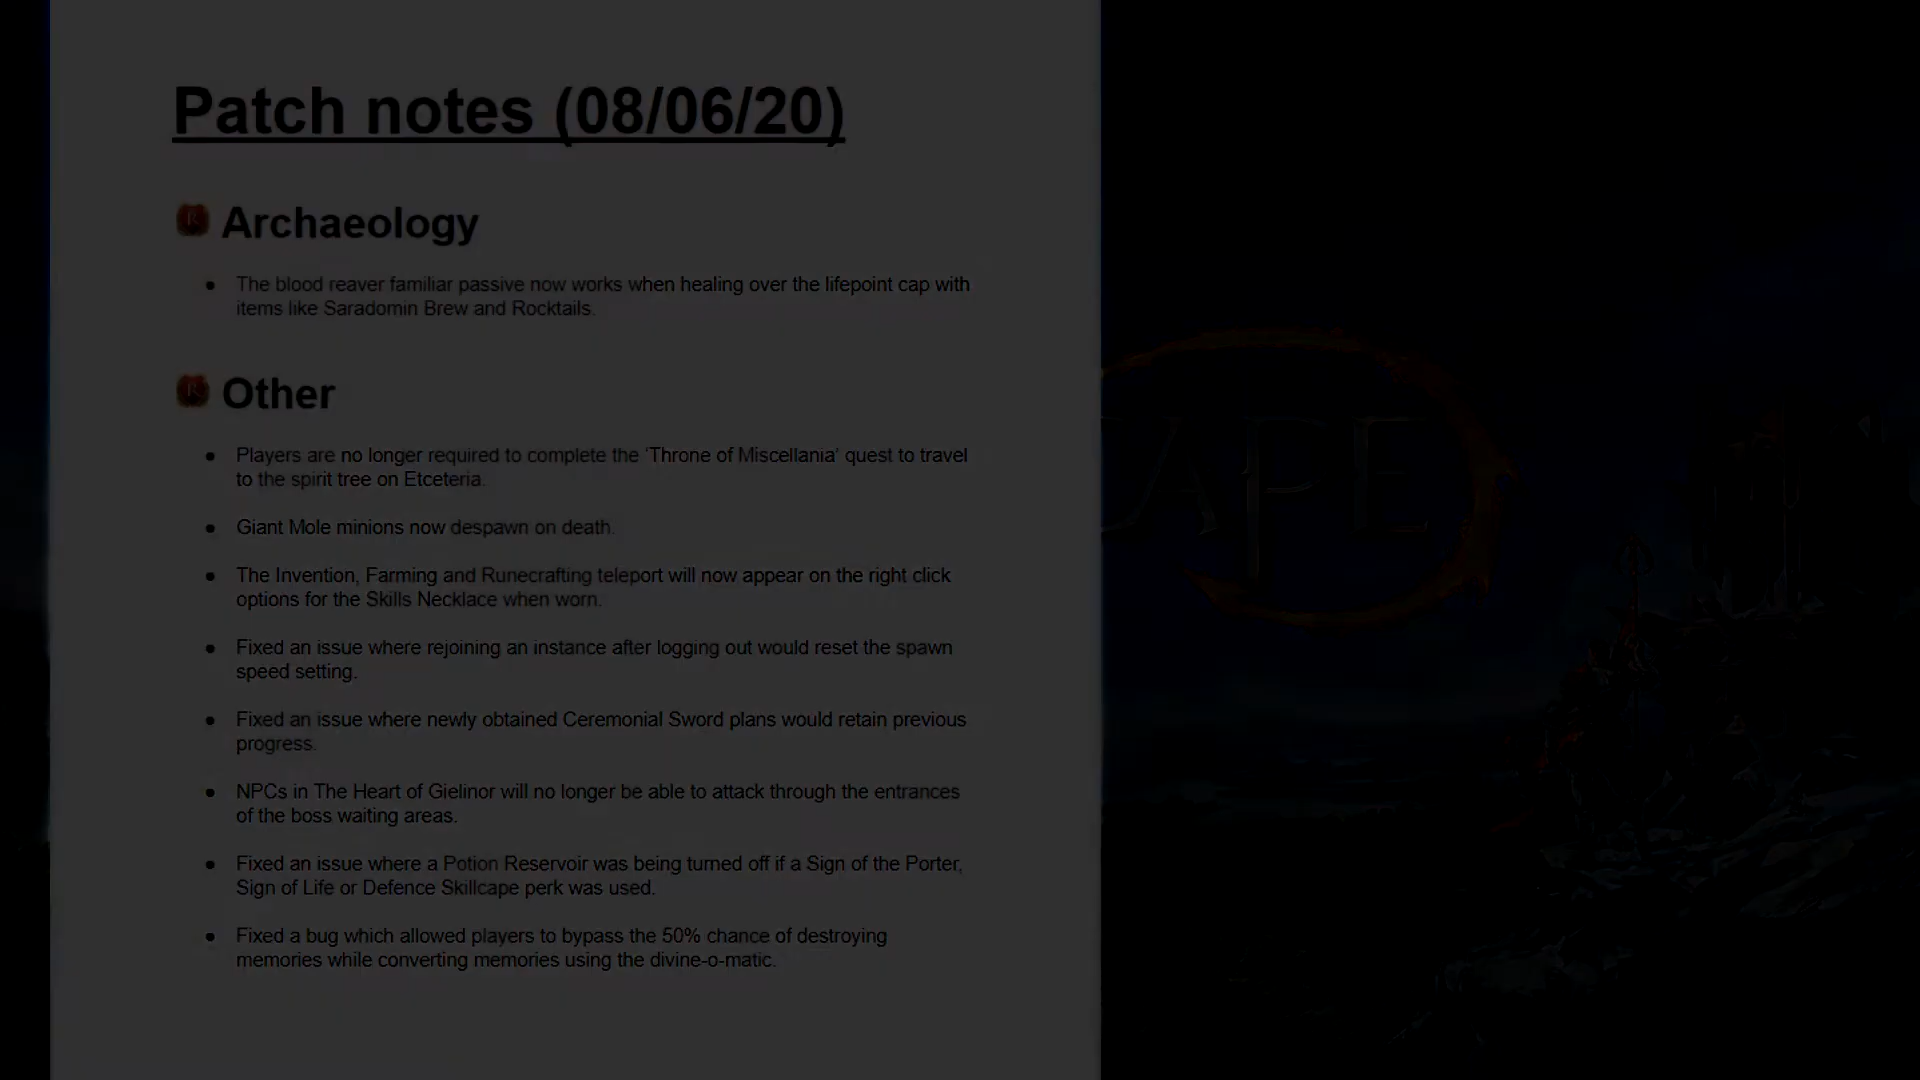 Patch notes (08/06/20)
Archaeology
The blood reaver familiar passive now works when healing over the lifepoint cap with
items like Saradomin Brew and Rocktails.
Other
Players are no longer required to complete the ‘Throne of Miscellania’ quest to travel
to the spirit tree on Etceteria.
Giant Mole minions now despawn on death.
The Invention, Farming and Runecrafting teleport will now appear on the right click
options for the Skills Necklace when worn.
Fixed an issue where rejoining an instance after logging out would reset the spawn
speed setting.
Fixed an issue where newly obtained Ceremonial Sword plans would retain previous
progress.
NPCs in The Heart of Gielinor will no longer be able to attack through the entrances
of the boss waiting areas.
Fixed an issue where a Potion Reservoir was being turned off if a Sign of the Porter,
Sign of Life or Defence Skillcape perk was used.
Fixed a bug which allowed players to bypass the 50% chance of destroying
memories while converting memories using the divine-o-matic.
APE